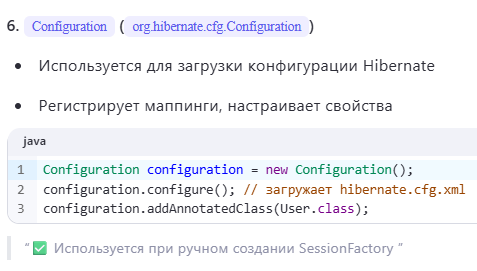 6. Configuration ( org.hibernate.cfg.Configuration )
• Используется для загрузки конфигурации Hibernate
• Регистрирует маппинги, настраивает свойства
java
1 Configuration configuration = new Configuration();
2 configuration.configure(); // загружает hibernate.cfg.xml
3 configuration.addAnnotatedClass(User.class);
“ ✅ Используется при ручном создании SessionFactory ”